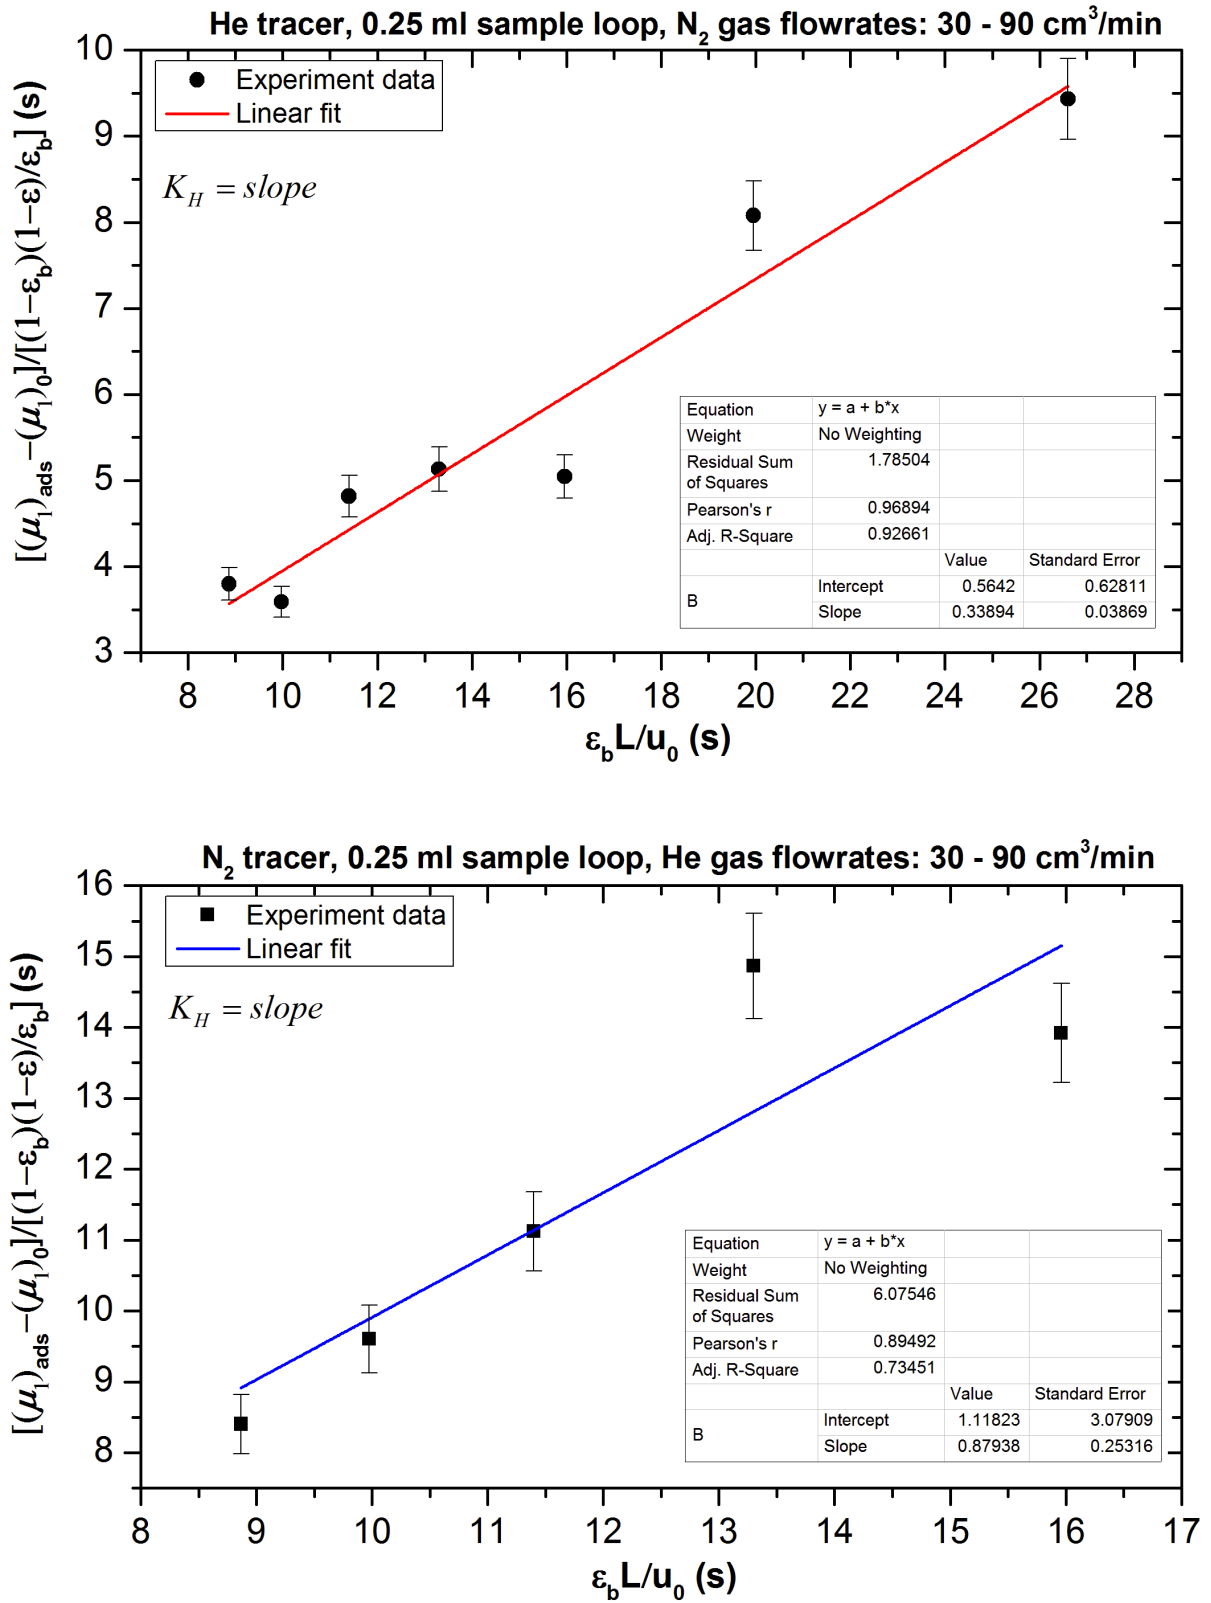 He tracer, 0.25 ml sample loop, N₂ gas flowrates: 30 - 90 cm³/min
10
9
8
7
6
5
4
3
[(μ₁)ads−(μ₁)₀]/[(1−εb)(1−ε)/εb] (s)
Experiment data
Linear fit
K_H = slope
Equation y = a + b*x
Weight No Weighting
Residual Sum of Squares 1.78504
Pearson's r 0.96894
Adj. R-Square 0.92661
Value Standard Error
B Intercept 0.5642 0.62811
Slope 0.33894 0.03869
8 10 12 14 16 18 20 22 24 26 28
εbL/u₀ (s)
N₂ tracer, 0.25 ml sample loop, He gas flowrates: 30 - 90 cm³/min
16
15
14
13
12
11
10
9
8
[(μ₁)ads−(μ₁)₀]/[(1−εb)(1−ε)/εb] (s)
Experiment data
Linear fit
K_H = slope
Equation y = a + b*x
Weight No Weighting
Residual Sum of Squares 6.07546
Pearson's r 0.89492
Adj. R-Square 0.73451
Value Standard Error
B Intercept 1.11823 3.07909
Slope 0.87938 0.25316
8 9 10 11 12 13 14 15 16 17
εbL/u₀ (s)